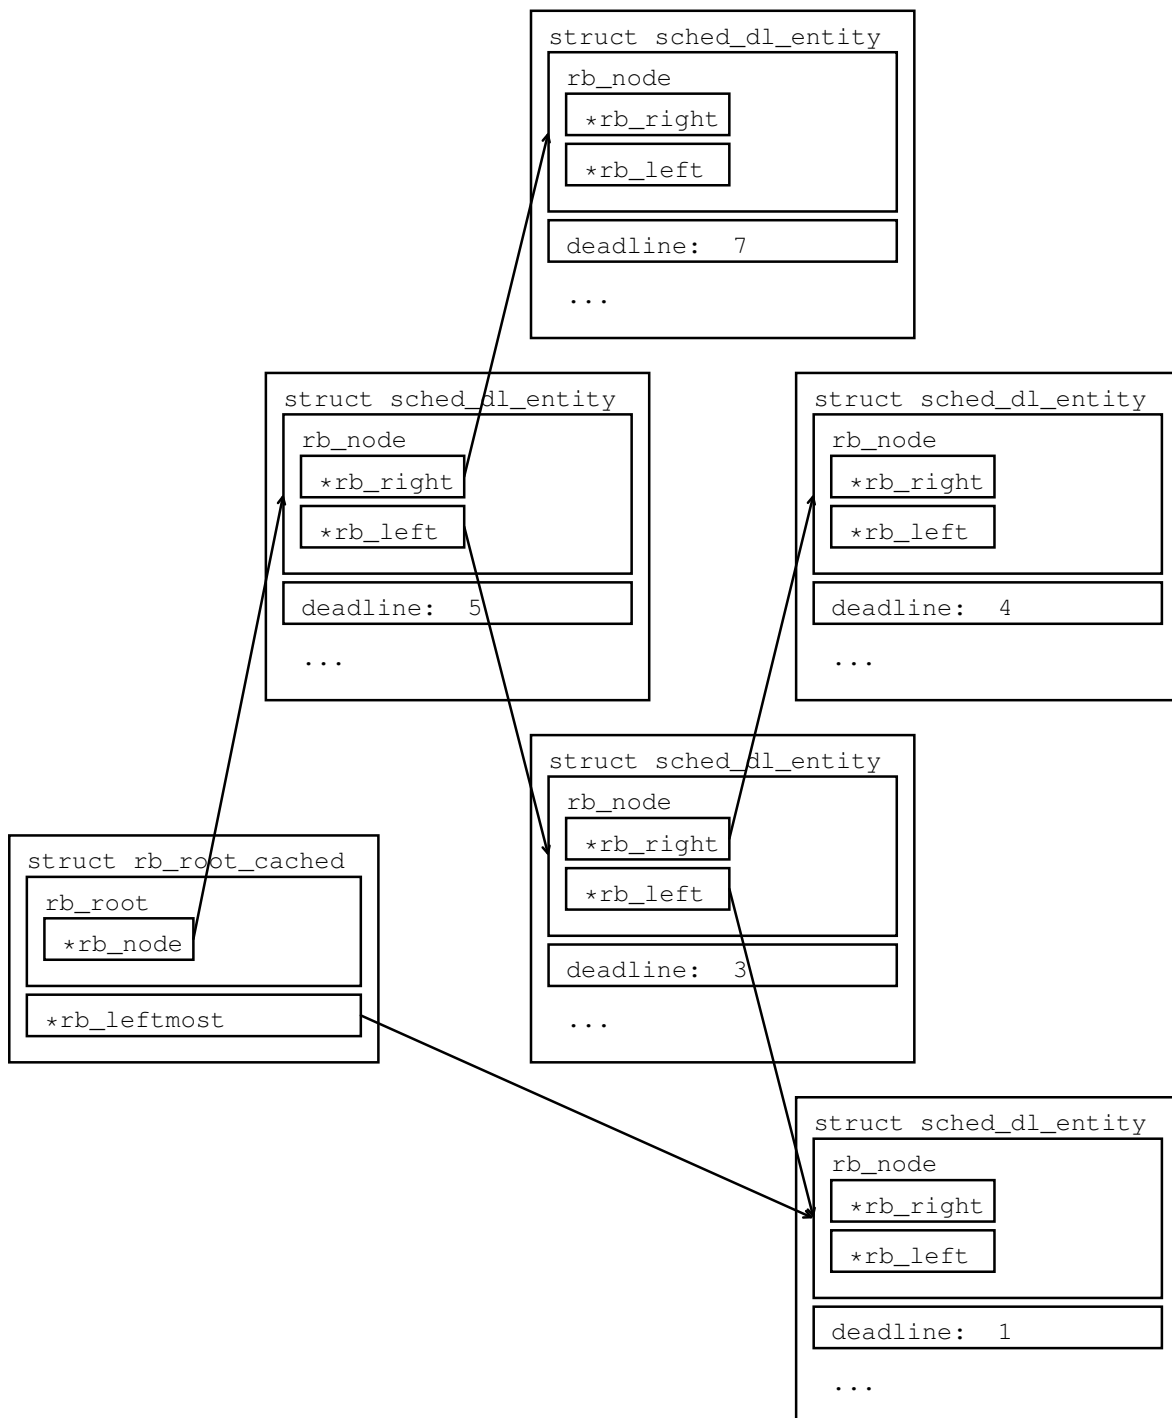 struct sched_dl_entity
rb_node
*rb_right
*rb_left
deadline: 7
...
struct sched_dl_entity
rb_node
*rb_right
*rb_left
deadline: 5
...
struct sched_dl_entity
rb_node
*rb_right
*rb_left
deadline: 4
...
struct sched_dl_entity
rb_node
*rb_right
*rb_left
deadline: 3
...
struct rb_root_cached
rb_root
*rb_node
*rb_leftmost
struct sched_dl_entity
rb_node
*rb_right
*rb_left
deadline: 1
...